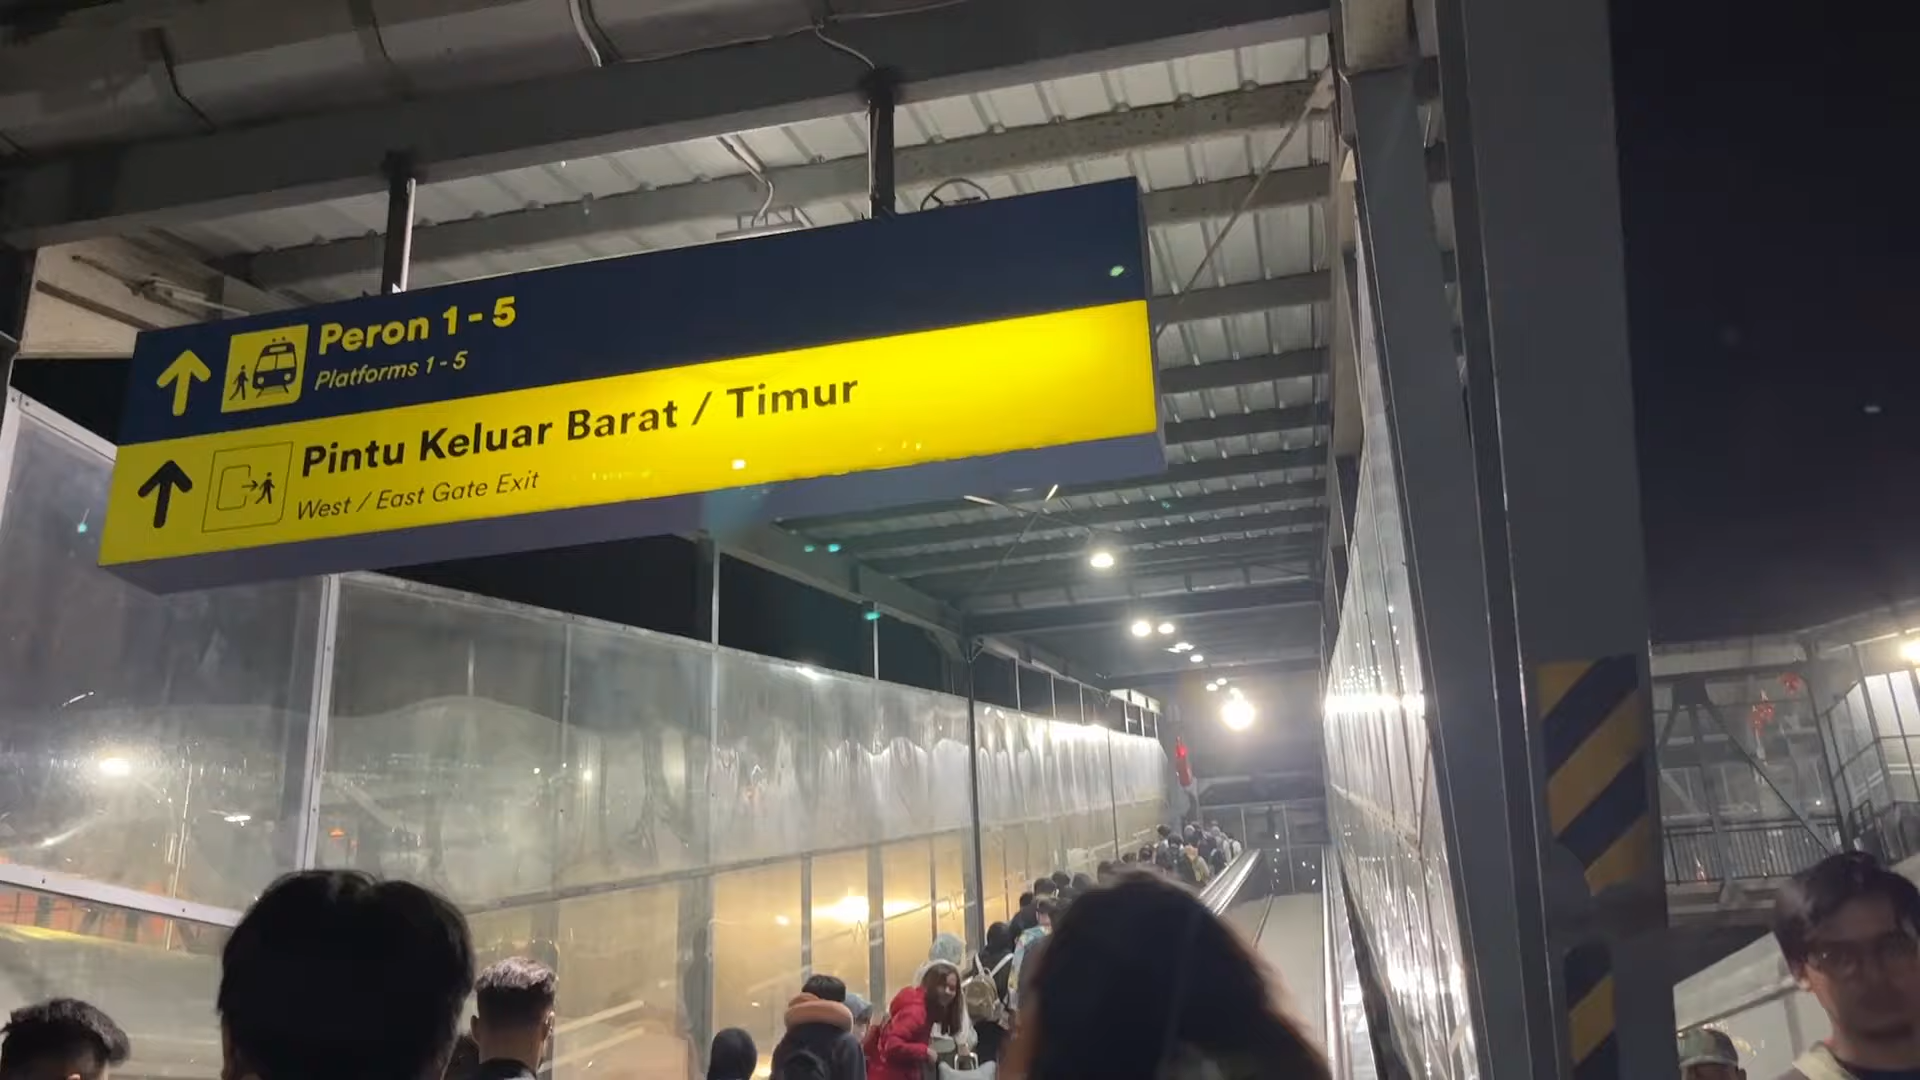 Peron 1 - 5
Platforms 1 - 5
Pintu Keluar Barat / Timur
West / East Gate Exit